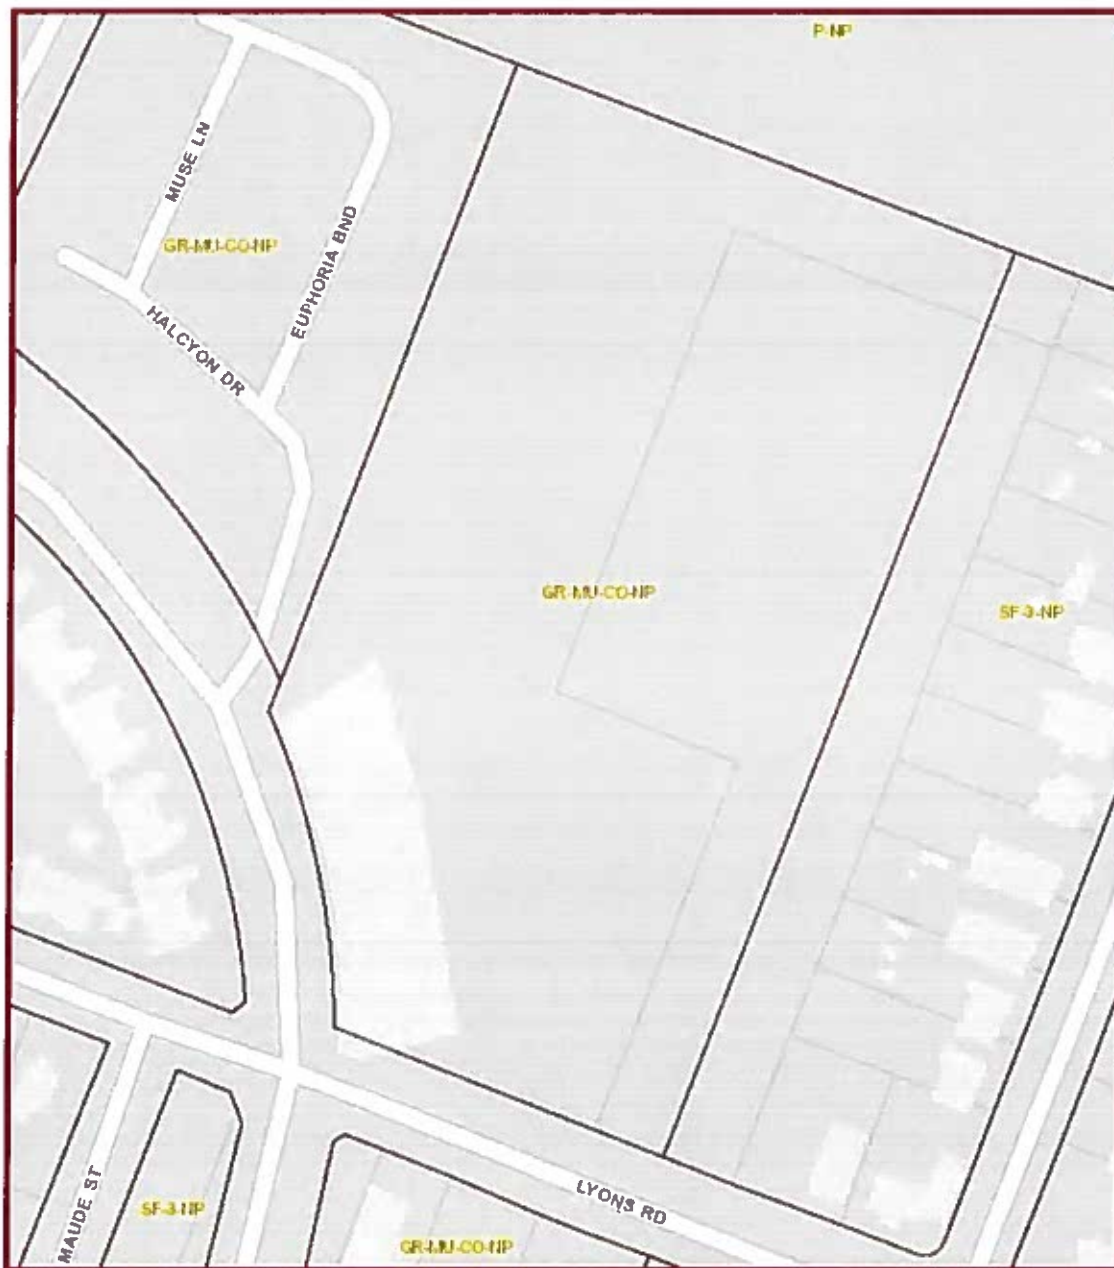 P-NP
MUSE LN
EUPHORIA BND
GR-MU-CO-NP
HALCYON DR
GR-MU-CO-NP
SF-3-NP
MAUDE ST
SF-3-NP
LYONS RD
GR-MU-CO-NP